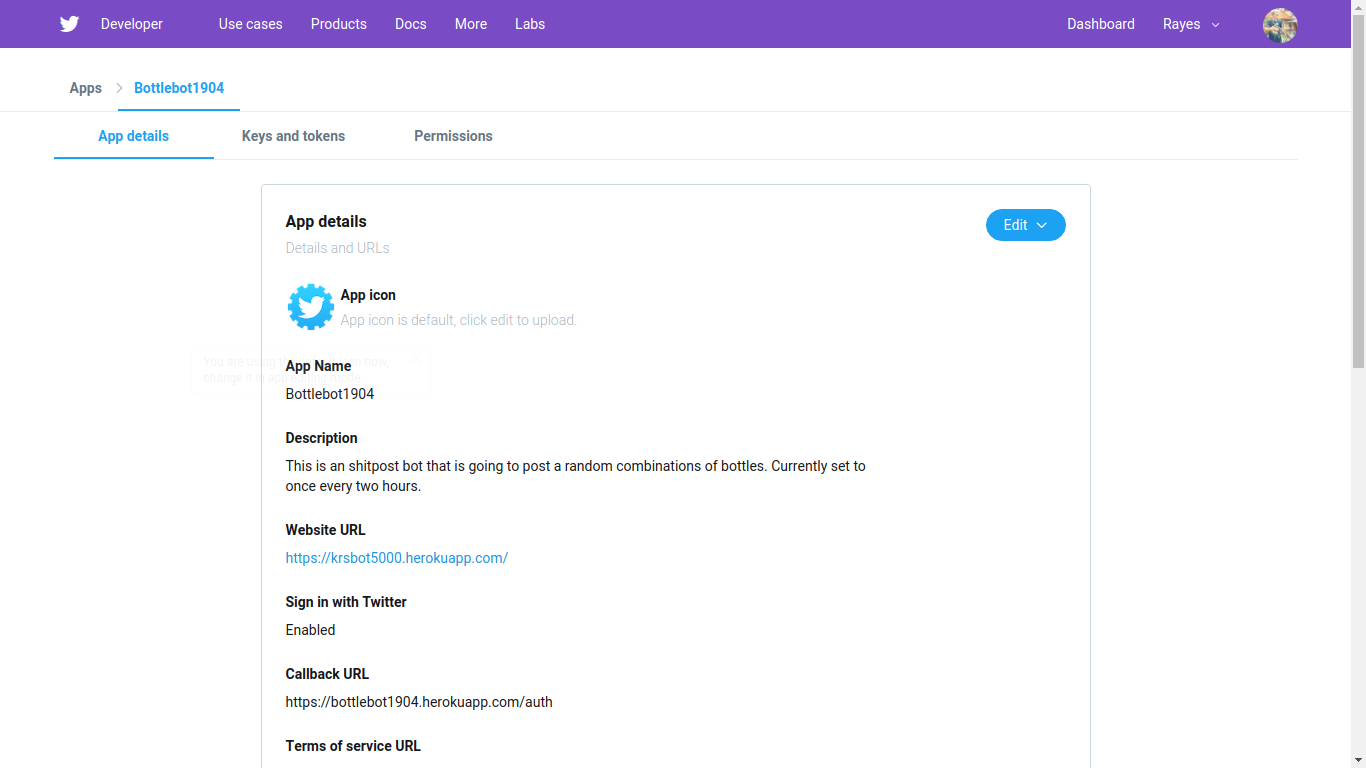 Developer Use cases Products Docs More Labs Dashboard Rayes
Apps Bottlebot1904
App details Keys and tokens Permissions
App details
Edit
Details and URLs
App icon
App icon is default, click edit to upload.
You are using now,
change it in app
App Name
Bottlebot1904
Description
This is an shitpost bot that is going to post a random combinations of bottles. Currently set to
once every two hours.
Website URL
https://krsbot5000.herokuapp.com/
Sign in with Twitter
Enabled
Callback URL
https://bottlebot1904.herokuapp.com/auth
Terms of service URL